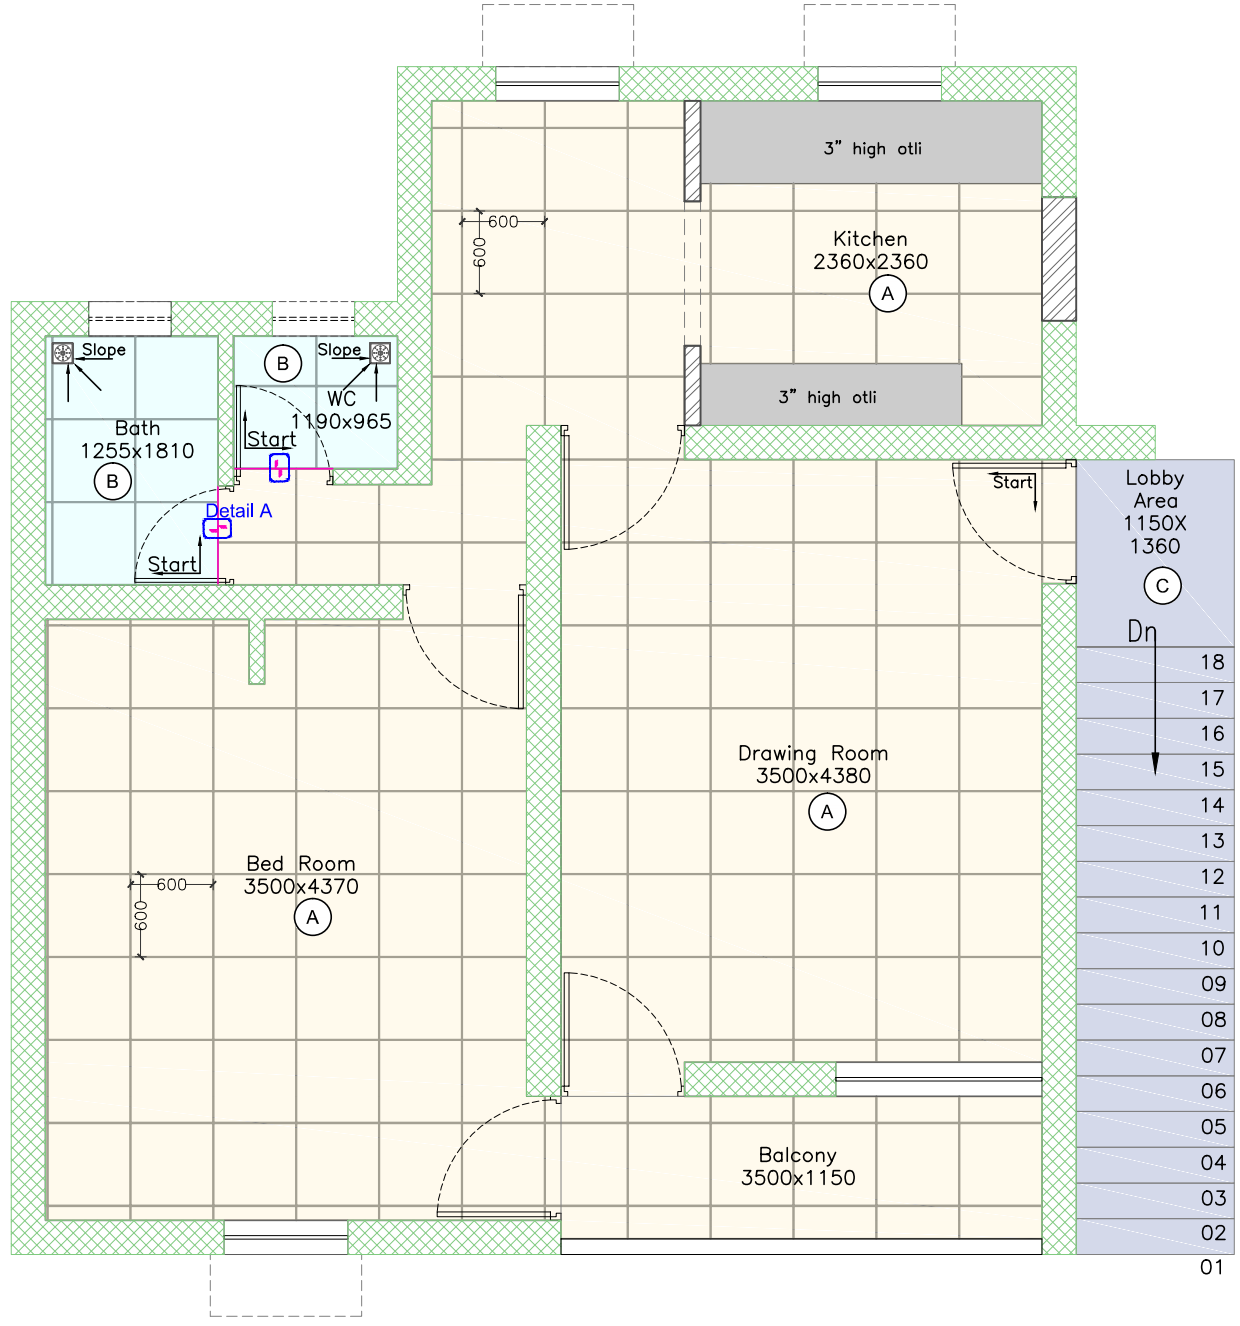 3” high otli
600
600
Kitchen
2360x2360
A
Slope
B
Slope
WC
1190x965
Start
3” high otli
Bath
1255x1810
B
Detail A
Start
Start
Lobby
Area
1150X
1360
C
Dn
18
17
16
15
14
13
12
11
10
09
08
07
06
05
04
03
02
01
Drawing Room
3500x4380
A
Bed Room
3500x4370
A
600
600
Balcony
3500x1150